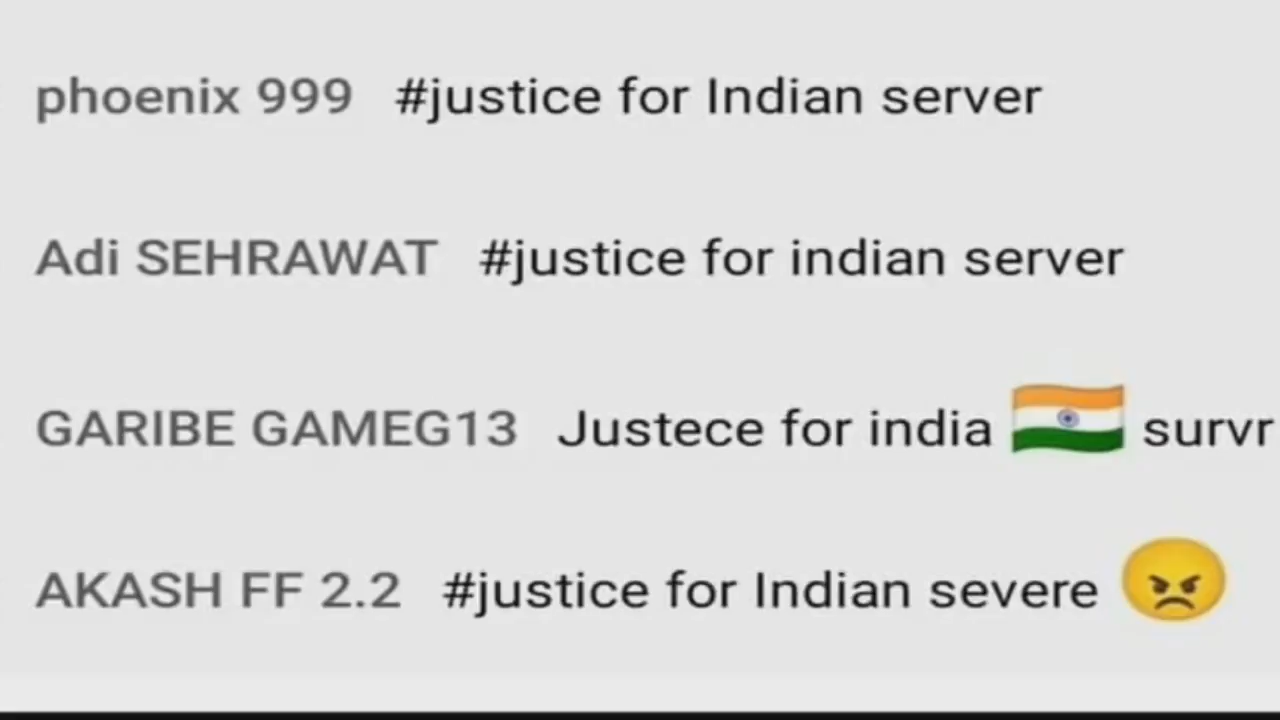 phoenix 999 #justice for Indian server
Adi SEHRAWAT #justice for indian server
GARIBE GAMEG13 Justece for india 🇮🇳 survr
AKASH FF 2.2 #justice for Indian severe 😠